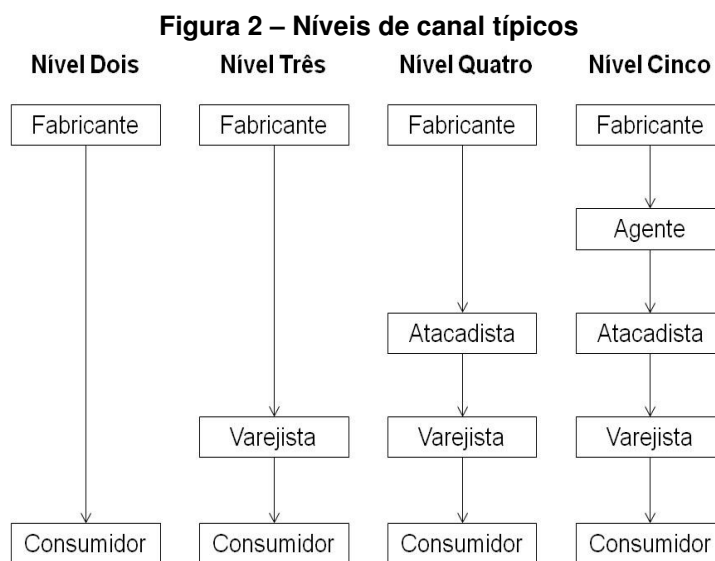 Figura 2 – Níveis de canal típicos
Nível Dois Nível Três Nível Quatro Nível Cinco
Fabricante Fabricante Fabricante Fabricante
Agente
Atacadista Atacadista
Varejista Varejista Varejista
Consumidor Consumidor Consumidor Consumidor